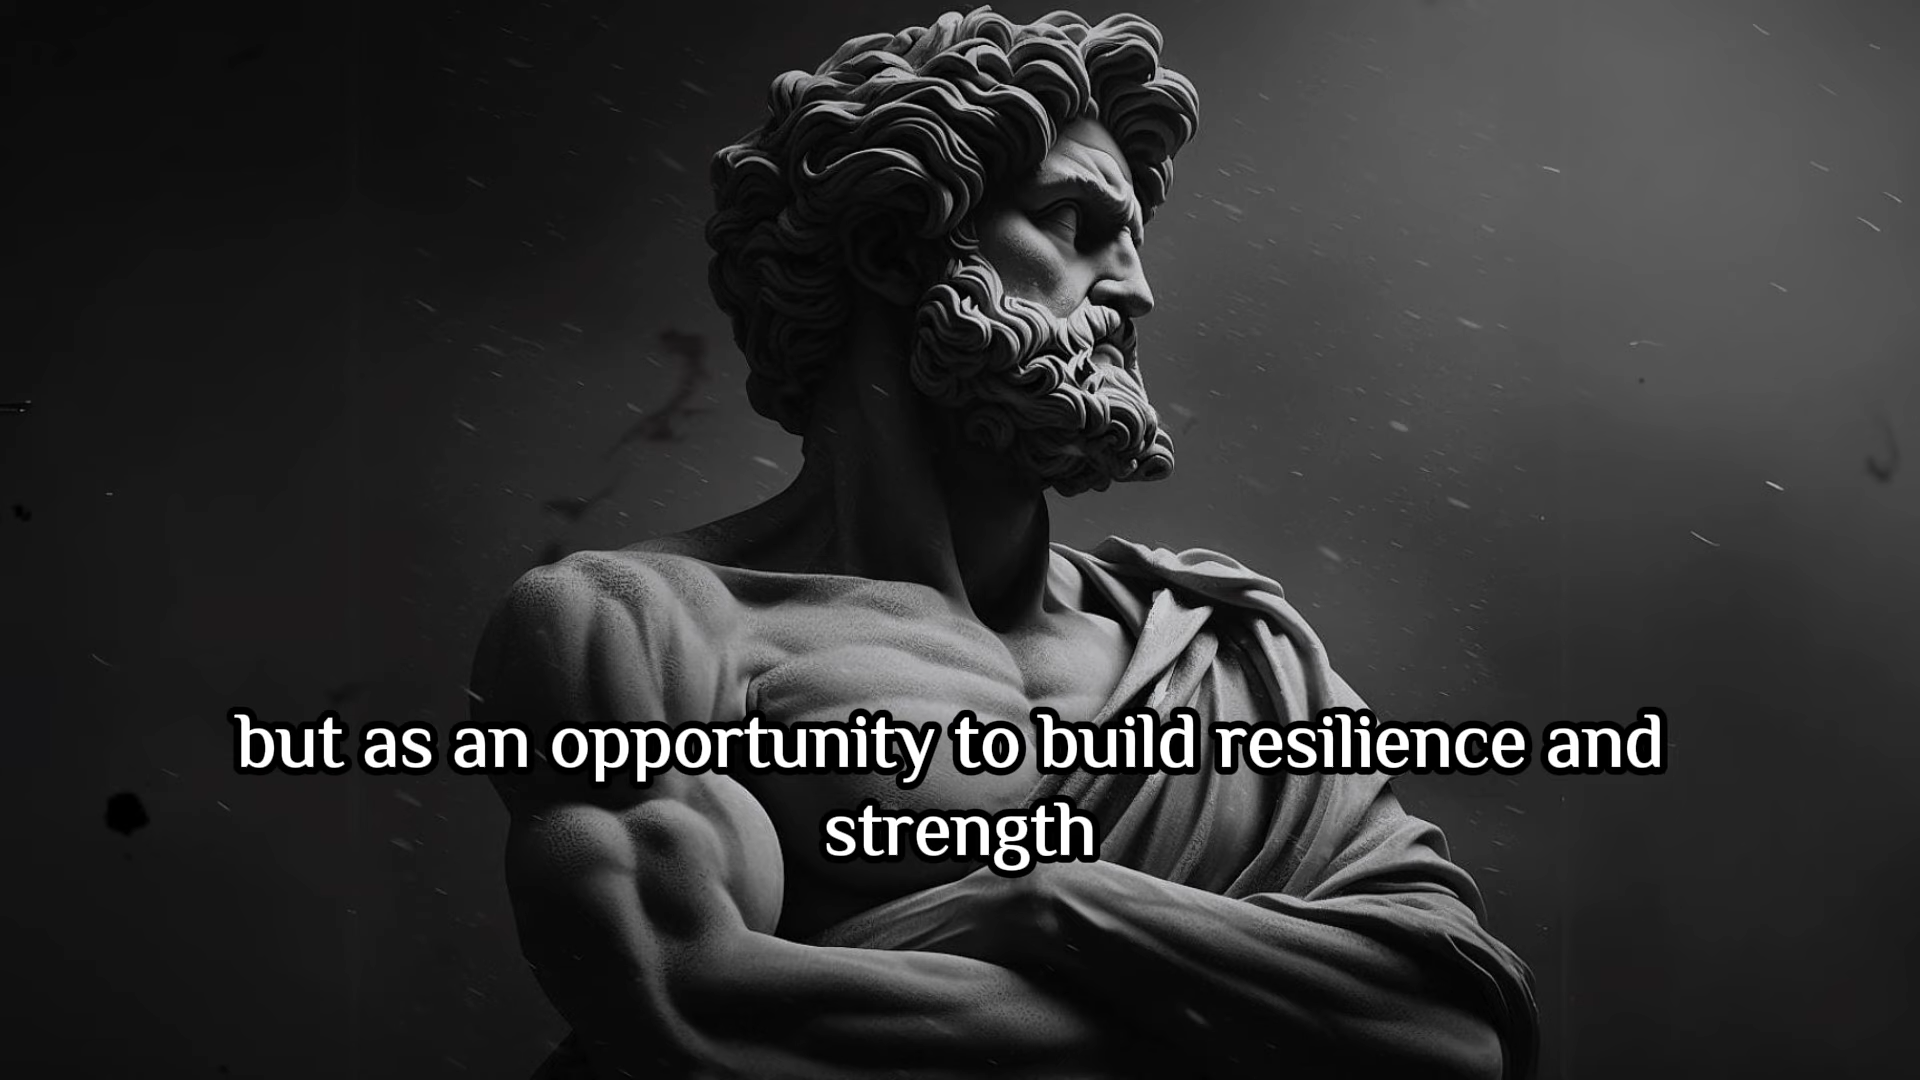 but as an opportunity to build resilience and
strength